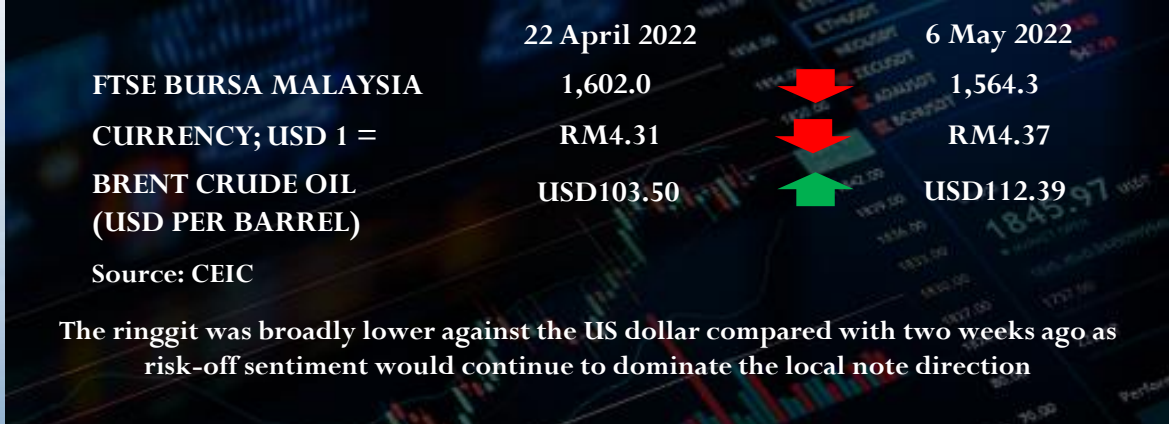 22 April 2022 6 May 2022
FTSE BURSA MALAYSIA 1,602.0 1,564.3
CURRENCY; USD 1 = RM4.31 RM4.37
BRENT CRUDE OIL
(USD PER BARREL) USD103.50 USD112.39
Source: CEIC
The ringgit was broadly lower against the US dollar compared with two weeks ago as
risk-off sentiment would continue to dominate the local note direction
1845.97